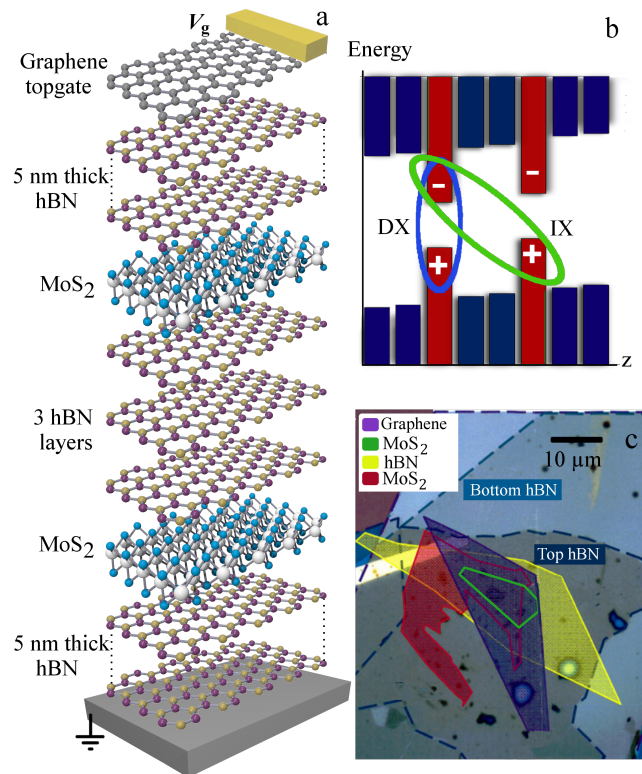 a
V_g
Graphene
topgate
5 nm thick
hBN
MoS₂
3 hBN
layers
MoS₂
5 nm thick
hBN
b
Energy
-
-
DX
IX
+
+
z
c
Graphene
MoS₂
hBN
MoS₂
10 µm
Bottom hBN
Top hBN